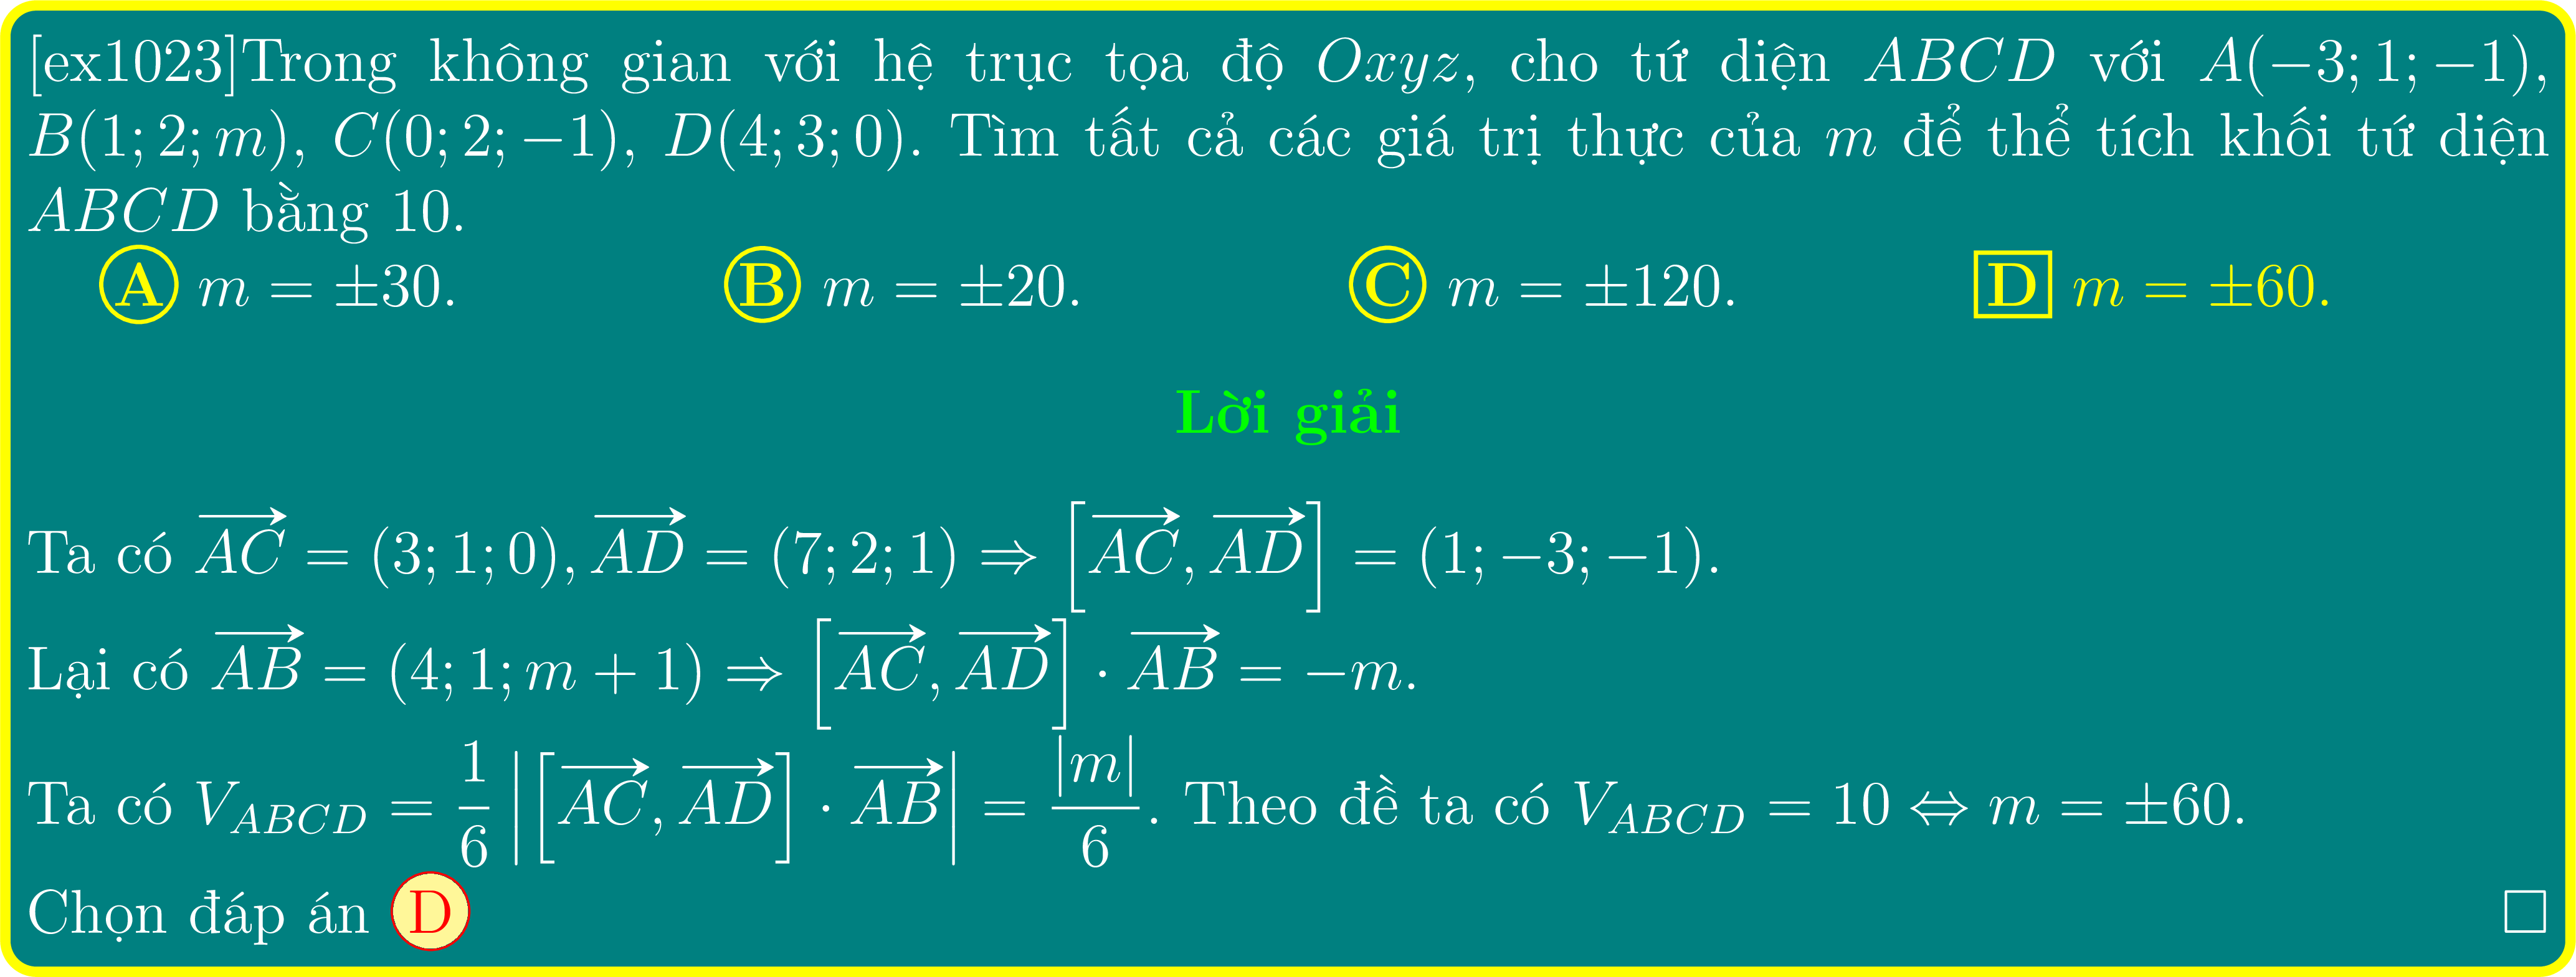 [ex1023]Trong không gian với hệ trục tọa độ Oxyz, cho tứ diện ABCD với A(−3; 1; −1),
B(1; 2; m), C(0; 2; −1), D(4; 3; 0). Tìm tất cả các giá trị thực của m để thể tích khối tứ diện
ABCD bằng 10.
A m = ±30. B m = ±20. C m = ±120. D m = ±60.
Lời giải
Ta có $\overrightarrow{AC} = (3; 1; 0), \overrightarrow{AD} = (7; 2; 1) \Rightarrow \left[\overrightarrow{AC}, \overrightarrow{AD}\right] = (1; -3; -1).$
Lại có $\overrightarrow{AB} = (4; 1; m + 1) \Rightarrow \left[\overrightarrow{AC}, \overrightarrow{AD}\right] \cdot \overrightarrow{AB} = -m.$
Ta có $V_{ABCD} = \frac{1}{6} \left|\left[\overrightarrow{AC}, \overrightarrow{AD}\right] \cdot \overrightarrow{AB}\right| = \frac{|m|}{6}$. Theo đề ta có $V_{ABCD} = 10 \Leftrightarrow m = \pm 60.$
Chọn đáp án D □